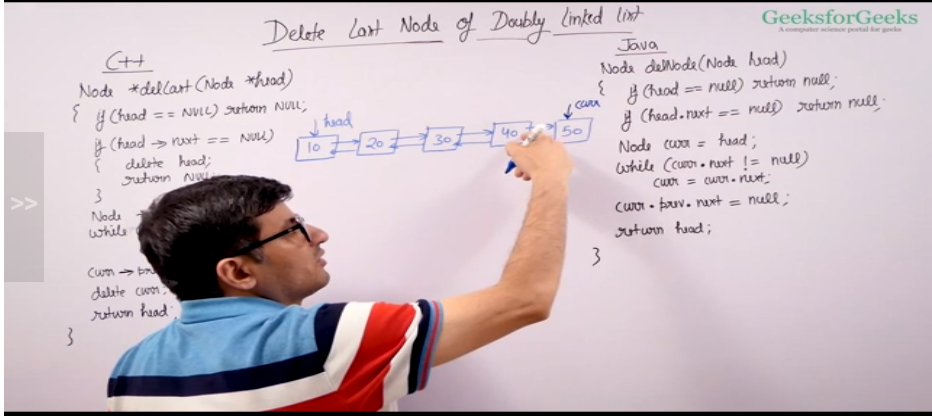 Delete Last Node of Doubly Linked List
GeeksforGeeks
A computer science portal for geeks
C++
Node *delLast (Node *head)
{ if (head == NULL) return NULL;
if (head → next == NULL)
{ delete head;
return NULL
}
Node
while
curr → pr
delete curr;
return head;
}
head
curr
10 20 30 40 50
Java
Node delNode(Node head)
{ if (head == null) return null;
if (head.next == null) return null;
Node curr = head;
while (curr.next != null)
curr = curr.next;
curr.prev.next = null;
return head;
}
>>